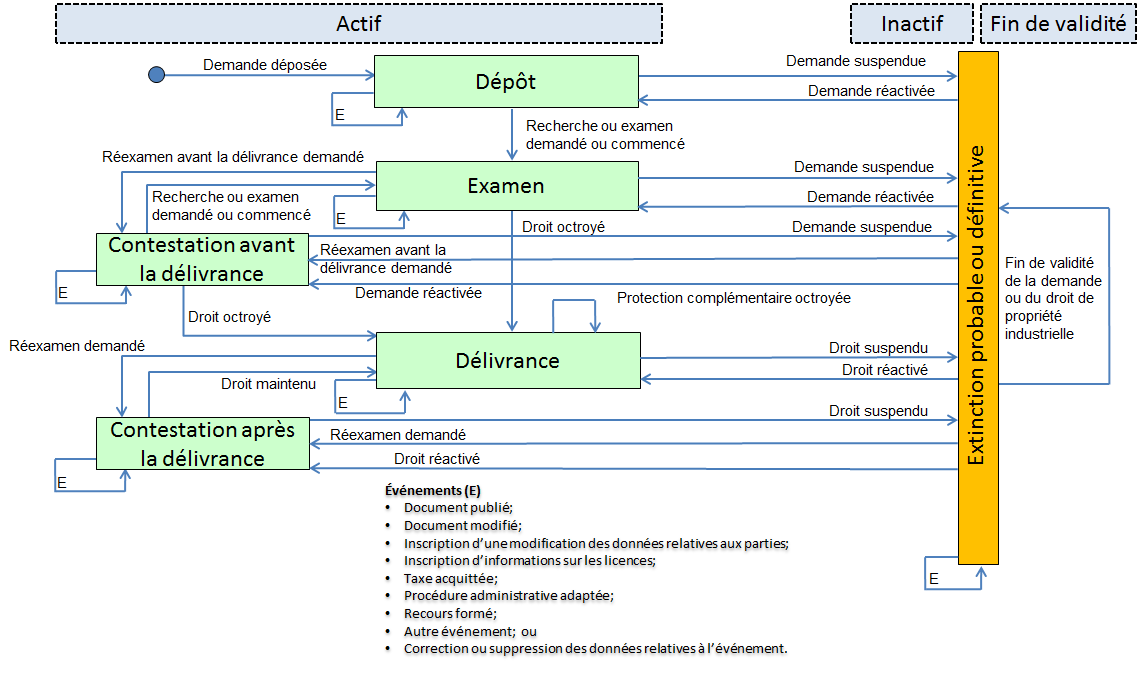 Actif
Inactif
Fin de validité
Demande déposée
Dépôt
Demande suspendue
Demande réactivée
E
Recherche ou examen
demandé ou commencé
Réexamen avant la délivrance demandé
Examen
Demande suspendue
Demande réactivée
Recherche ou examen
demandé ou commencé
E
Droit octroyé
Demande suspendue
Contestation avant
la délivrance
Réexamen avant la
délivrance demandé
E
Demande réactivée
Fin de validité
de la demande
ou du droit de
propriété
industrielle
Extinction probable ou définitive
Protection complémentaire octroyée
Droit octroyé
Réexamen demandé
Délivrance
Droit suspendu
Droit réactivé
Droit maintenu
E
Droit suspendu
Contestation après
la délivrance
Réexamen demandé
Droit réactivé
E
Événements (E)
• Document publié;
• Document modifié;
• Inscription d’une modification des données relatives aux parties;
• Inscription d’informations sur les licences;
• Taxe acquittée;
• Procédure administrative adaptée;
• Recours formé;
• Autre événement; ou
• Correction ou suppression des données relatives à l’événement.
E